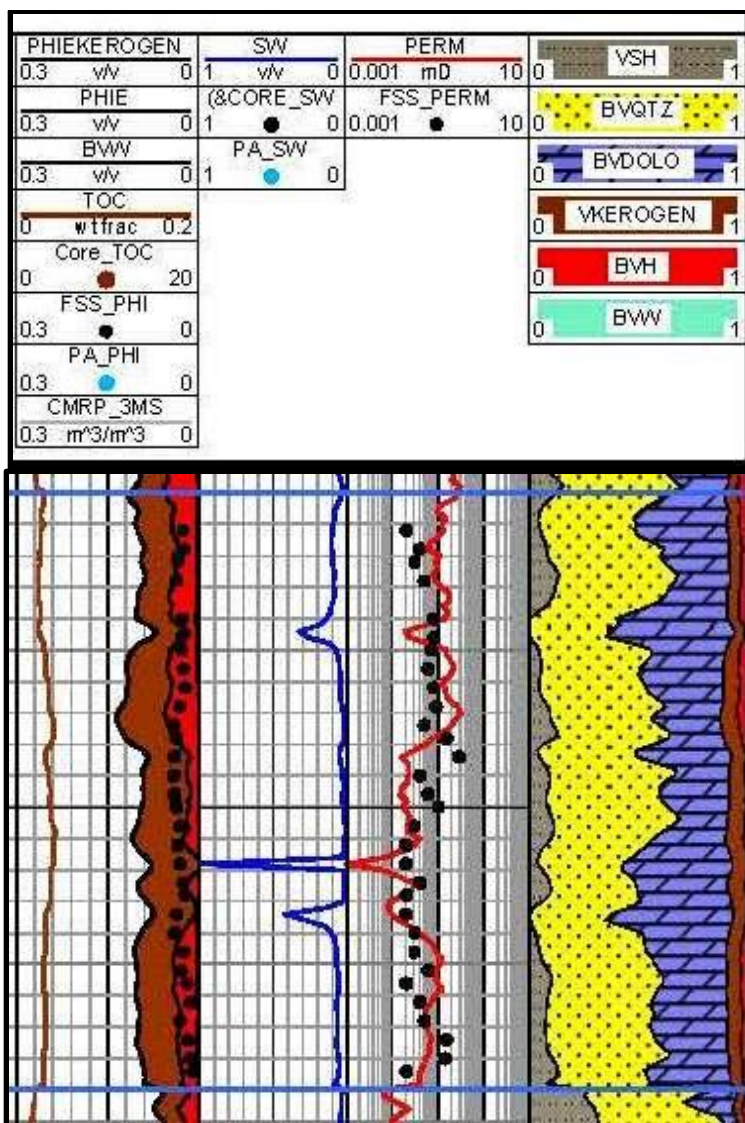 PHIEKEROGEN SW PERM VSH
0.3 v/v 0 1 v/v 0 0.001 mD 10 0 1
PHIE (&CORE_SW FSS_PERM BVQTZ
0.3 v/v 0 1 0 0.001 10 0 1
BVW PA_SW BVDOLO
0.3 v/v 0 1 0 0 1
TOC VKEROGEN
0 wtfrac 0.2 0 1
Core_TOC BVH
0 20 0 1
FSS_PHI BVW
0.3 0 0 1
PA_PHI
0.3 0
CMRP_3MS
0.3 m^3/m^3 0